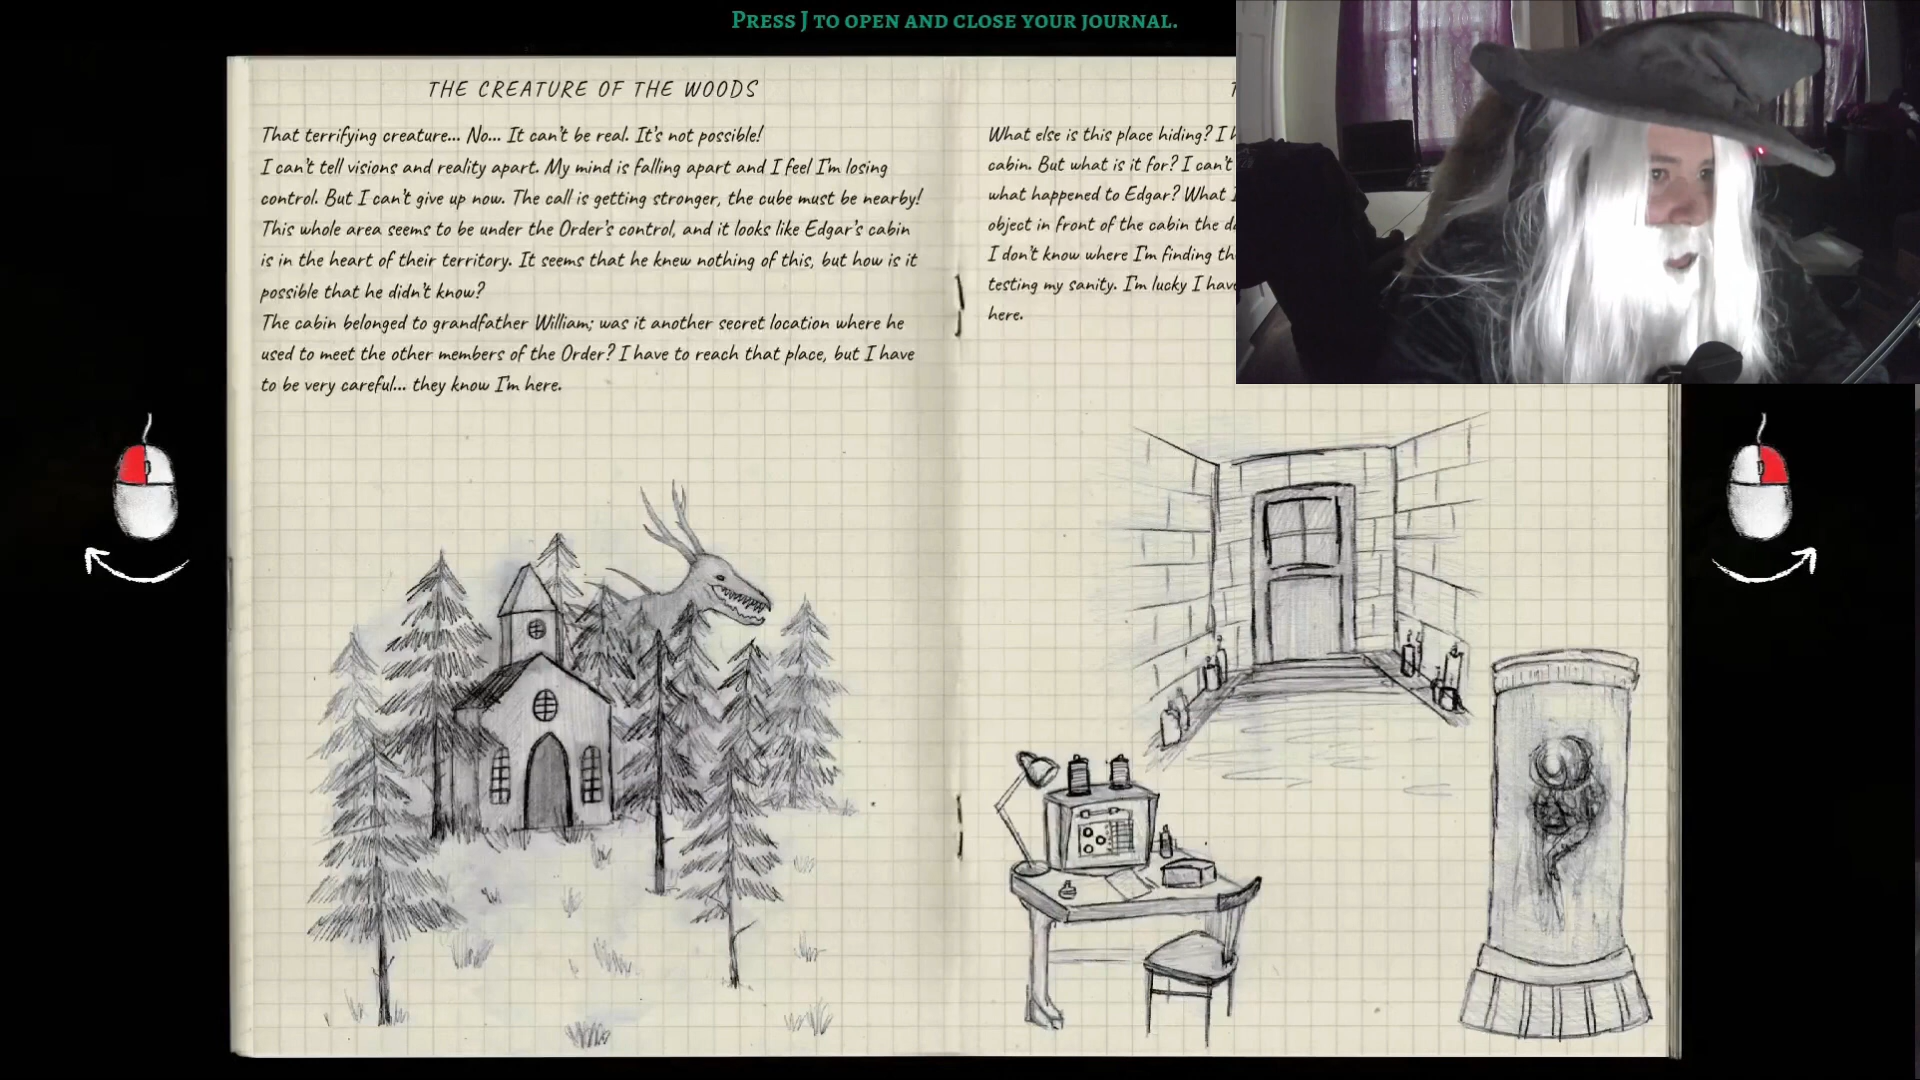 PRESS J TO OPEN AND CLOSE YOUR JOURNAL.
THE CREATURE OF THE WOODS
That terrifying creature... No... It can't be real. It's not possible!
I can't tell visions and reality apart. My mind is falling apart and I feel I'm losing
control. But I can't give up now. The call is getting stronger, the cube must be nearby!
This whole area seems to be under the Order's control, and it looks like Edgar's cabin
is in the heart of their territory. It seems that he knew nothing of this, but how is it
possible that he didn't know?
The cabin belonged to grandfather William; was it another secret location where he
used to meet the other members of the Order? I have to reach that place, but I have
to be very careful... they know I'm here.
What else is this place hiding? I
cabin. But what is it for? I can't
what happened to Edgar? What
object in front of the cabin the
I don't know where I'm finding
testing my sanity. I'm lucky I have
here.